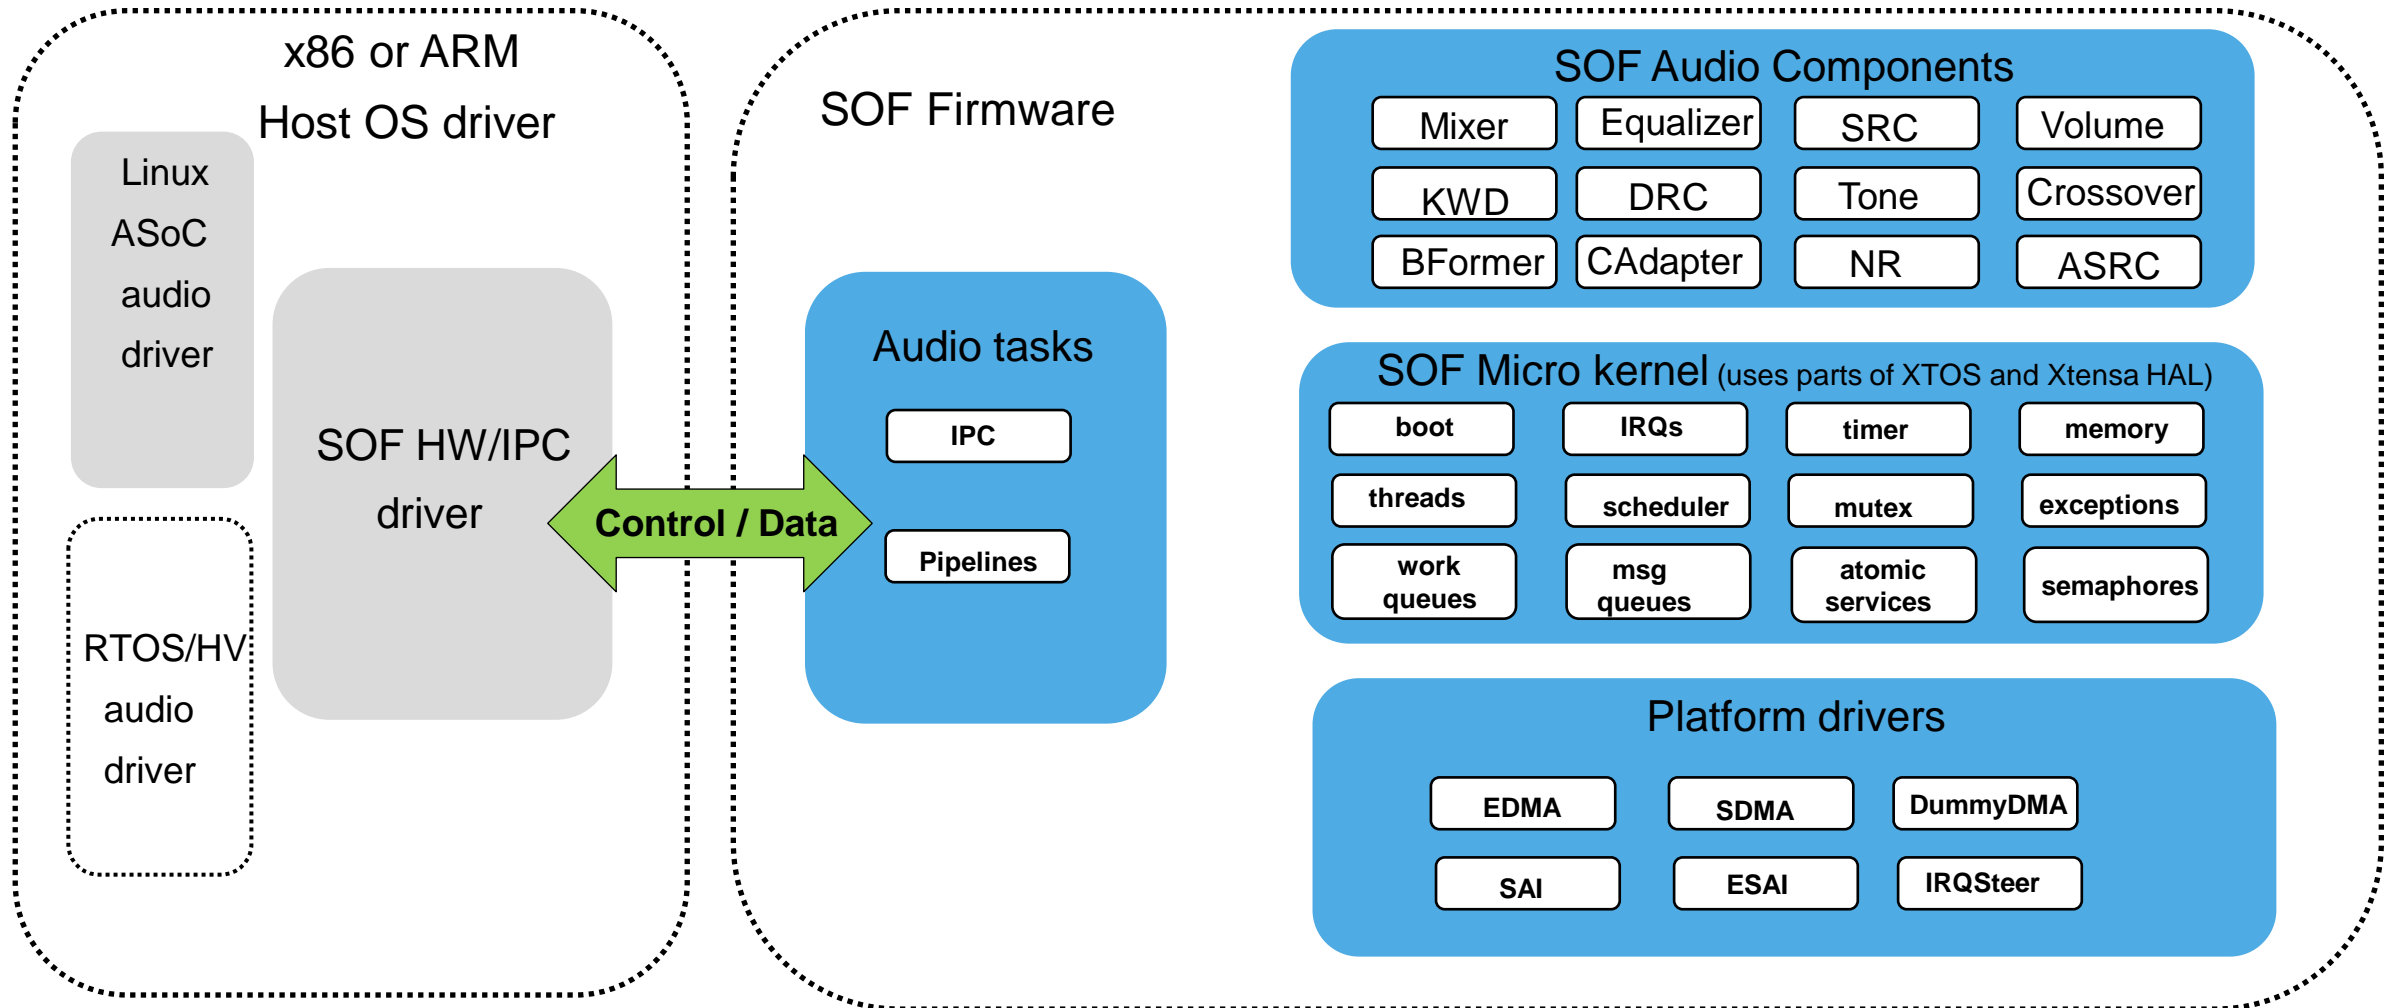 x86 or ARM
Host OS driver
Linux
ASoC
audio
driver
RTOS/HV
audio
driver
SOF HW/IPC
driver
Control / Data
SOF Firmware
Audio tasks
IPC
Pipelines
SOF Audio Components
Mixer Equalizer SRC Volume
KWD DRC Tone Crossover
BFormer CAdapter NR ASRC
SOF Micro kernel (uses parts of XTOS and Xtensa HAL)
boot IRQs timer memory
threads scheduler mutex exceptions
work
queues
msg
queues
atomic
services
semaphores
Platform drivers
EDMA SDMA DummyDMA
SAI ESAI IRQSteer